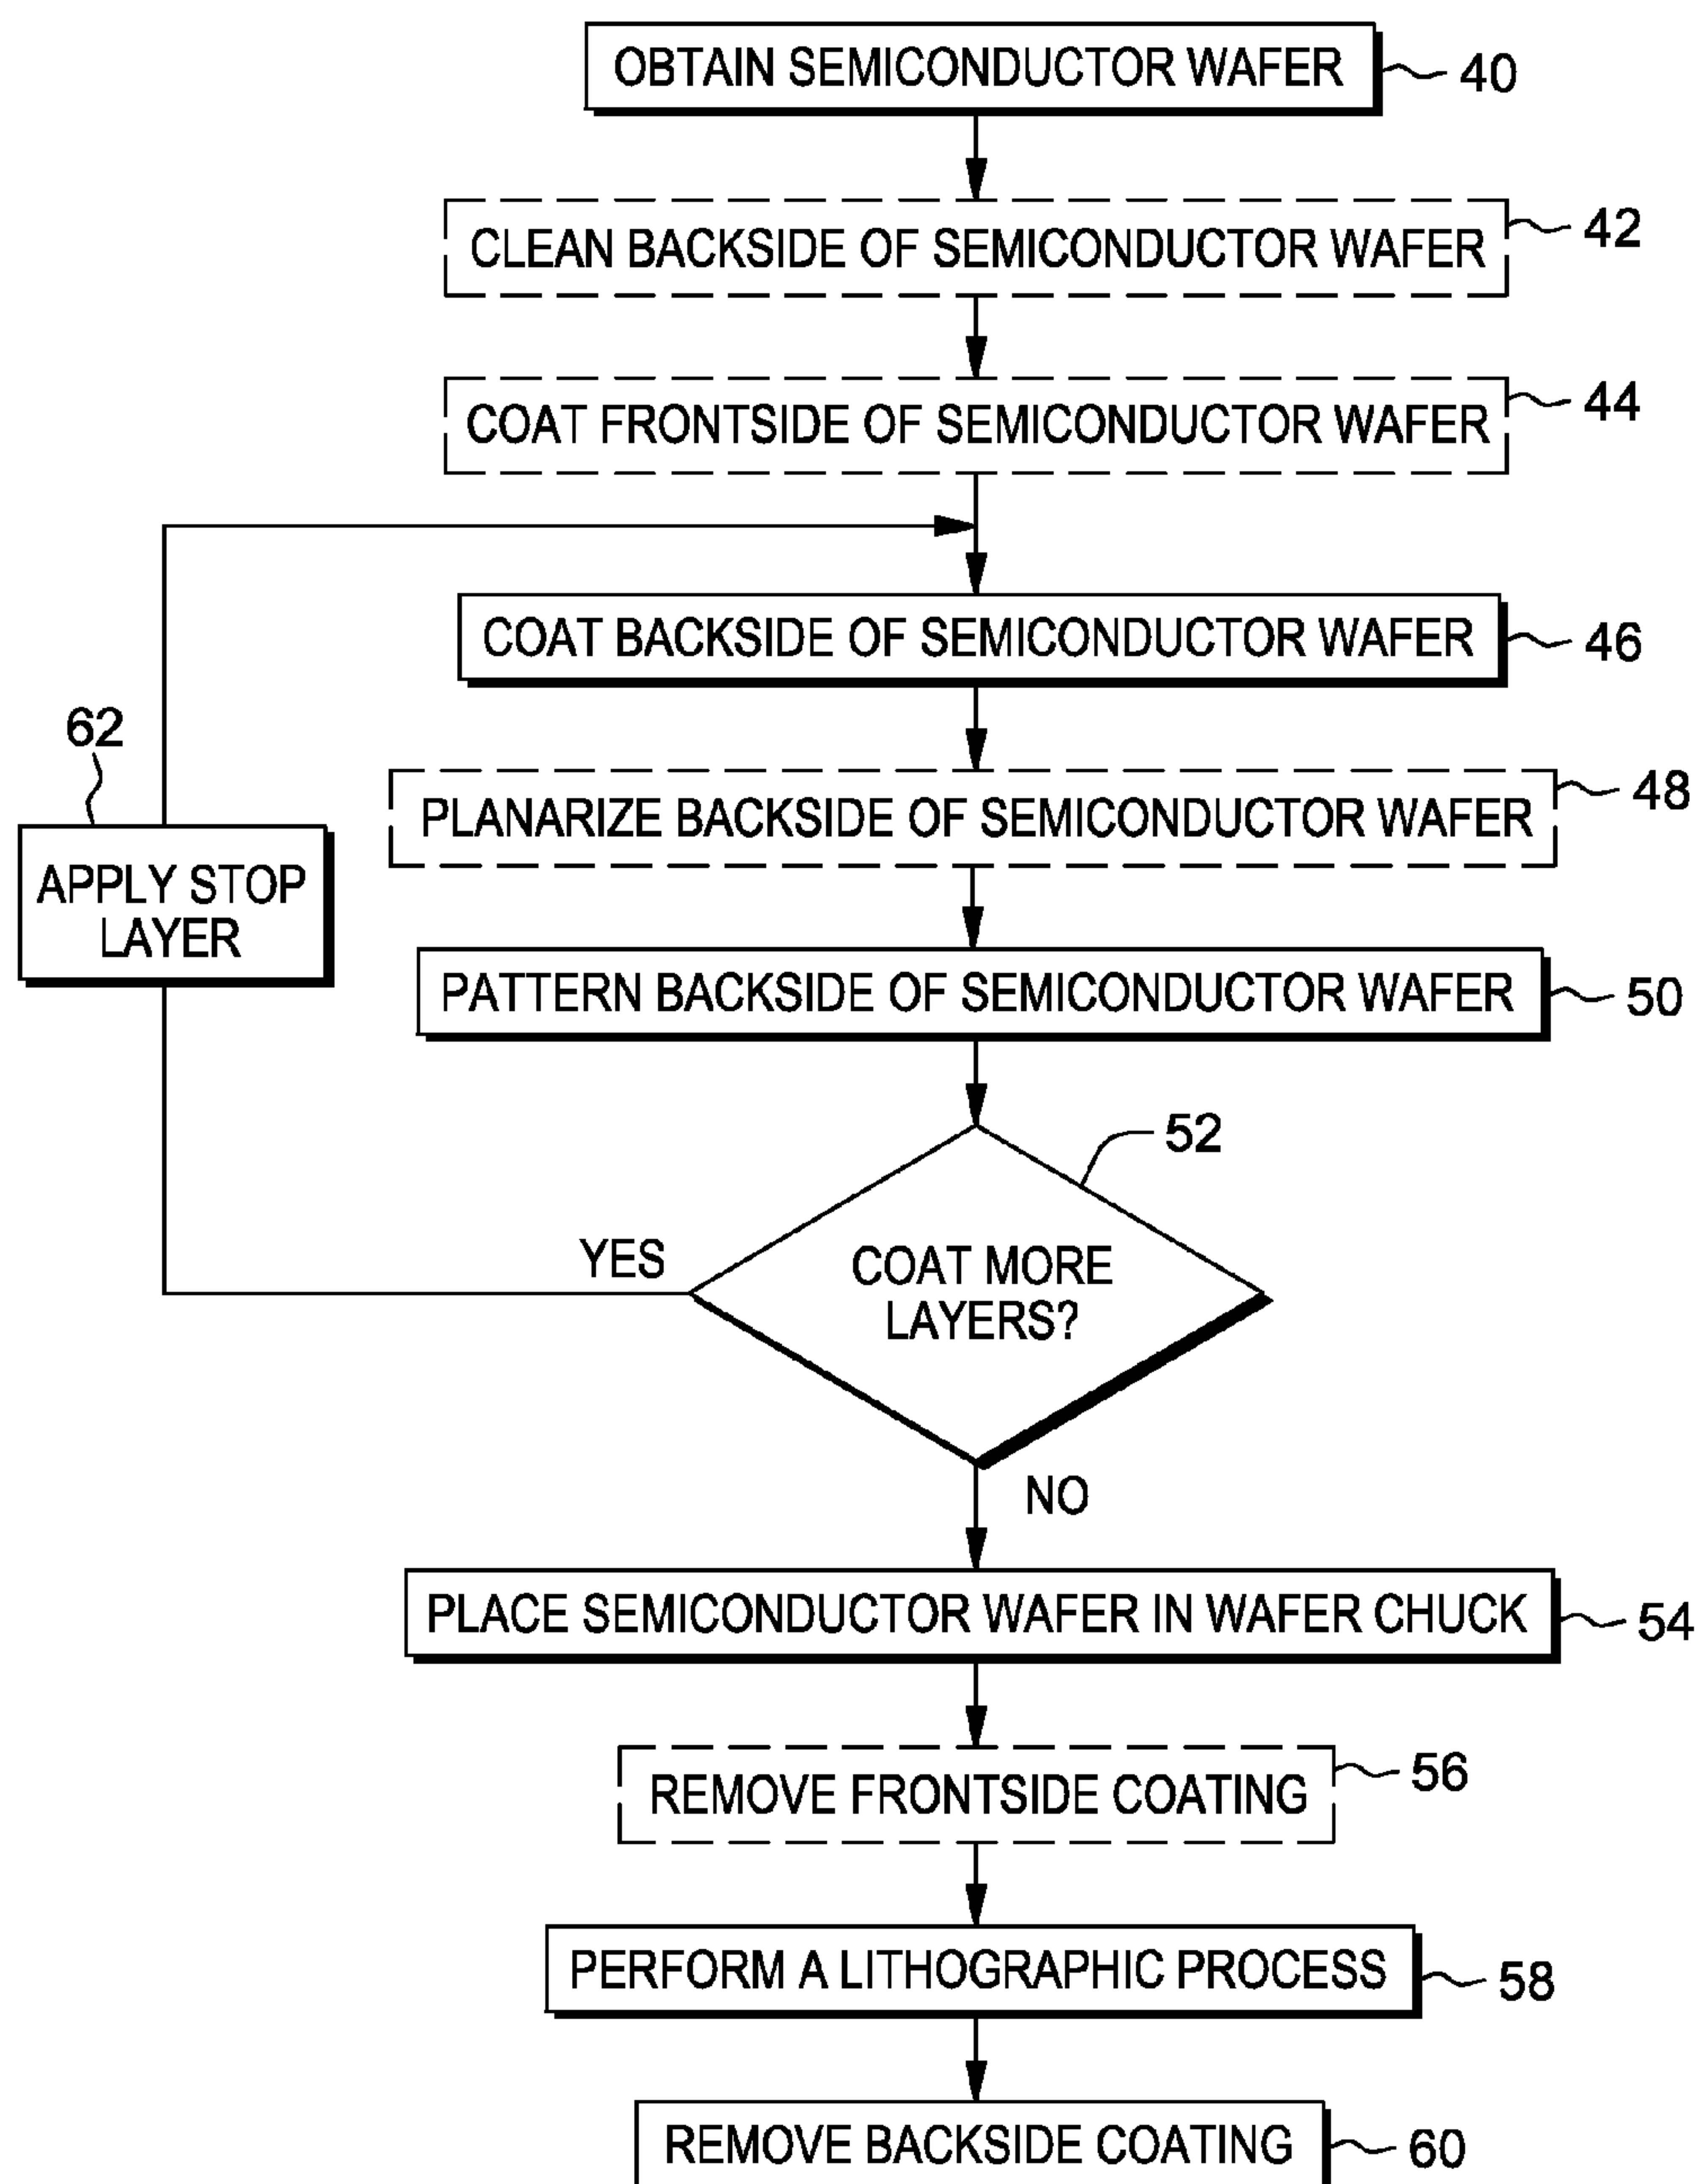 OBTAIN SEMICONDUCTOR WAFER
40
CLEAN BACKSIDE OF SEMICONDUCTOR WAFER
42
COAT FRONTSIDE OF SEMICONDUCTOR WAFER
44
COAT BACKSIDE OF SEMICONDUCTOR WAFER
46
62
APPLY STOP
LAYER
PLANARIZE BACKSIDE OF SEMICONDUCTOR WAFER
48
PATTERN BACKSIDE OF SEMICONDUCTOR WAFER
50
52
YES
COAT MORE
LAYERS?
NO
PLACE SEMICONDUCTOR WAFER IN WAFER CHUCK
54
REMOVE FRONTSIDE COATING
56
PERFORM A LITHOGRAPHIC PROCESS
58
REMOVE BACKSIDE COATING
60